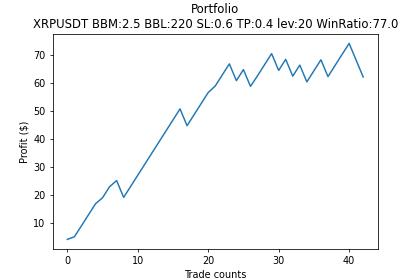 Portfolio
XRPUSDT BBM:2.5 BBL:220 SL:0.6 TP:0.4 lev:20 WinRatio:77.0
70
60
50
40
30
20
10
Profit ($)
0 10 20 30 40
Trade counts